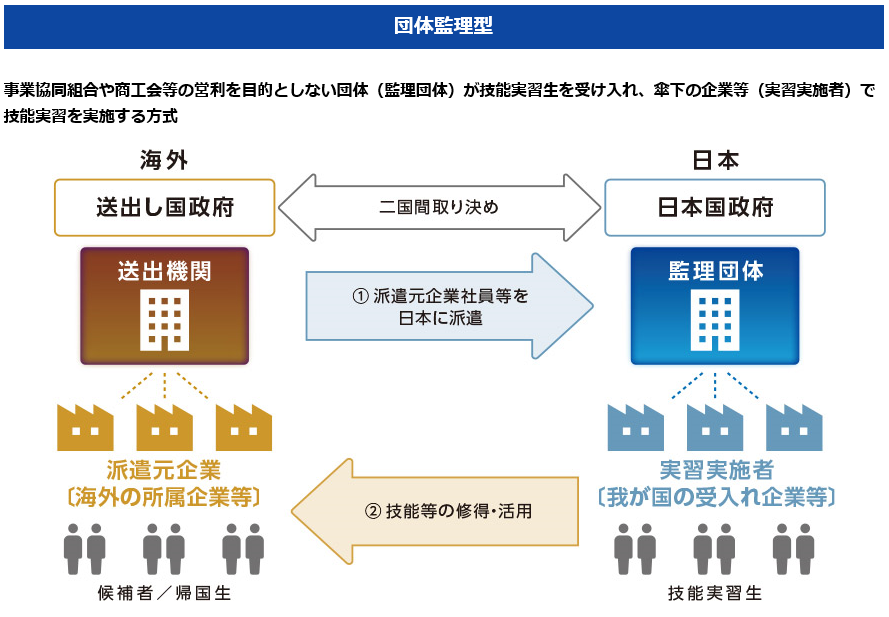 団体監理型
事業協同組合や商工会等の営利を目的としない団体（監理団体）が技能実習生を受け入れ、傘下の企業等（実習実施者）で
技能実習を実施する方式
海外
日本
送出し国政府
二国間取り決め
日本国政府
送出機関
① 派遣元企業社員等を
日本に派遣
監理団体
派遣元企業
〔海外の所属企業等〕
② 技能等の修得・活用
実習実施者
〔我が国の受入れ企業等〕
候補者／帰国生
技能実習生